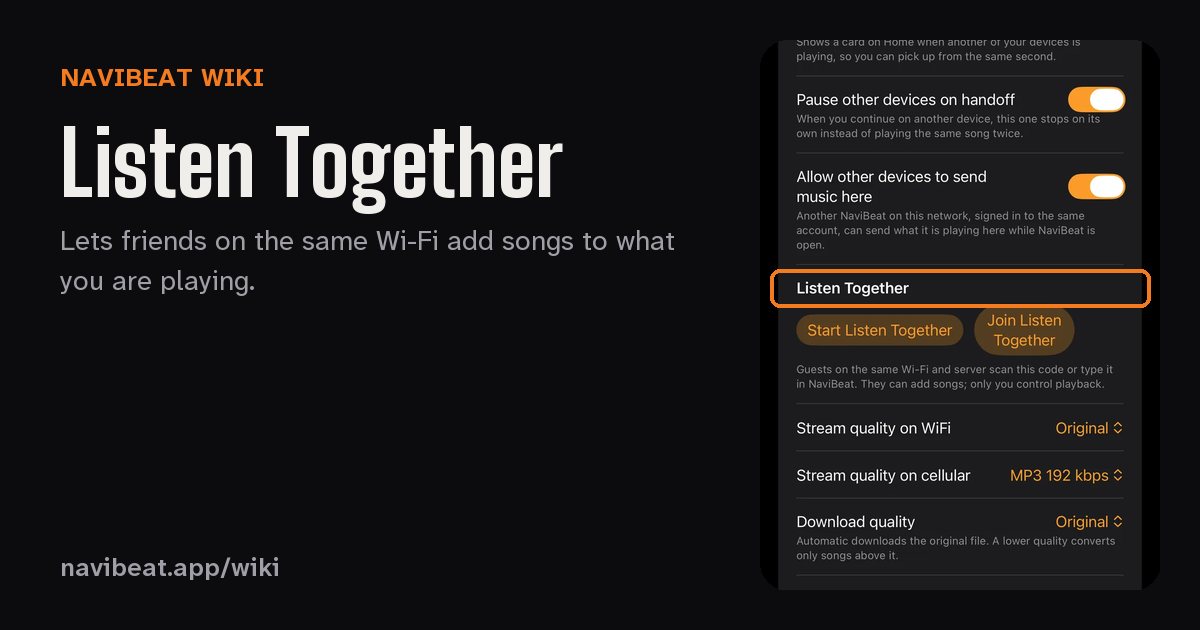 NAVIBEAT WIKI
Listen Together
Lets friends on the same Wi-Fi add songs to what
you are playing.
navibeat.app/wiki
Shows a card on Home when another of your devices is
playing, so you can pick up from the same second.
Pause other devices on handoff
When you continue on another device, this one stops on its
own instead of playing the same song twice.
Allow other devices to send
music here
Another NaviBeat on this network, signed in to the same
account, can send what it is playing here while NaviBeat is
open.
Listen Together
Start Listen Together
Join Listen
Together
Guests on the same Wi-Fi and server scan this code or type it
in NaviBeat. They can add songs; only you control playback.
Stream quality on WiFi
Original
Stream quality on cellular
MP3 192 kbps
Download quality
Original
Automatic downloads the original file. A lower quality converts
only songs above it.